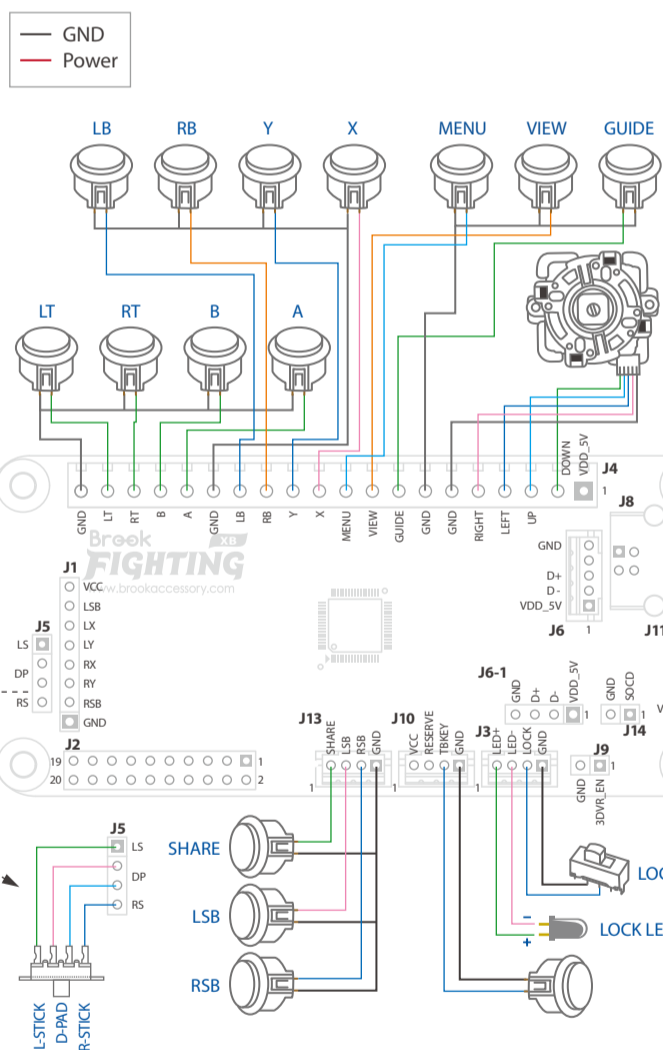 GND
Power
LB RB Y X MENU VIEW GUIDE
LT RT B A
DOWN
VDD_5V
J4
1
GND LT RT B A GND LB RB Y X MENU VIEW GUIDE GND GND RIGHT LEFT UP
Brook XB
FIGHTING
www.brookaccessory.com
J8
GND
D+
D-
VDD_5V
J6 1
J11
J1
VCC
LSB
LX
LY
RX
RY
RSB
GND
J5
LS
DP
RS
J6-1
GND D+ D- VDD_5V
1
GND SOCD
1
J14
J2
19 1
20 2
J13
SHARE LSB RSB GND
1
J10
VCC RESERVE TBKEY GND
1
J3
LED+ LED- LOCK GND
1
J9
1
GND 3DVR_EN
J5
LS
DP
RS
L-STICK
D-PAD
R-STICK
SHARE
LSB
RSB
LOC
-
+
LOCK LE